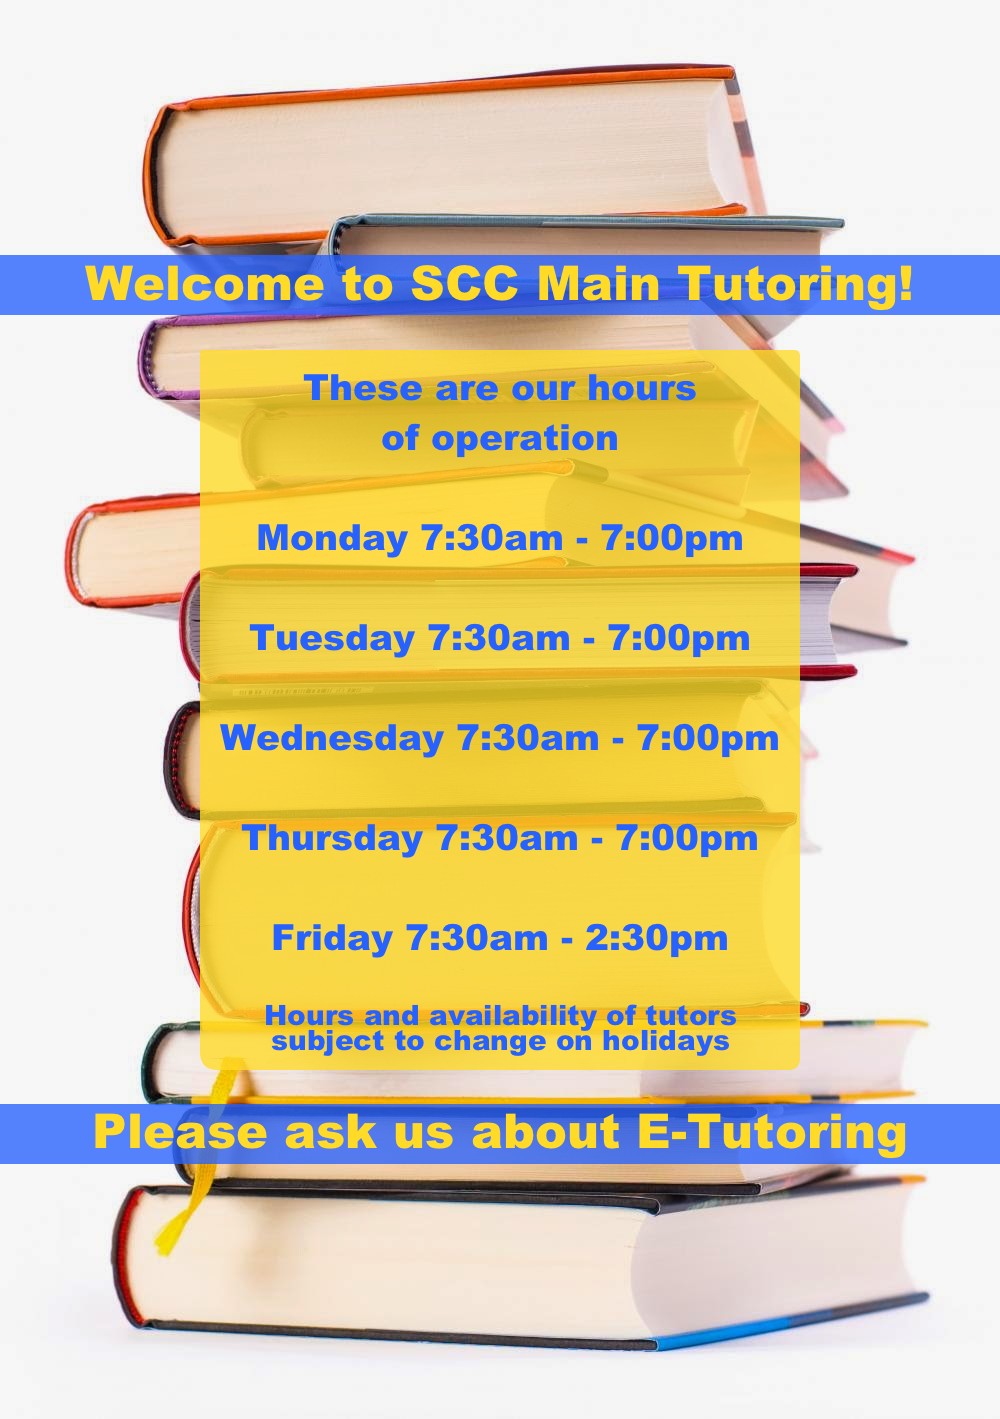 Welcome to SCC Main Tutoring!
These are our hours
of operation
Monday 7:30am - 7:00pm
Tuesday 7:30am - 7:00pm
Wednesday 7:30am - 7:00pm
Thursday 7:30am - 7:00pm
Friday 7:30am - 2:30pm
Hours and availability of tutors
subject to change on holidays
Please ask us about E-Tutoring